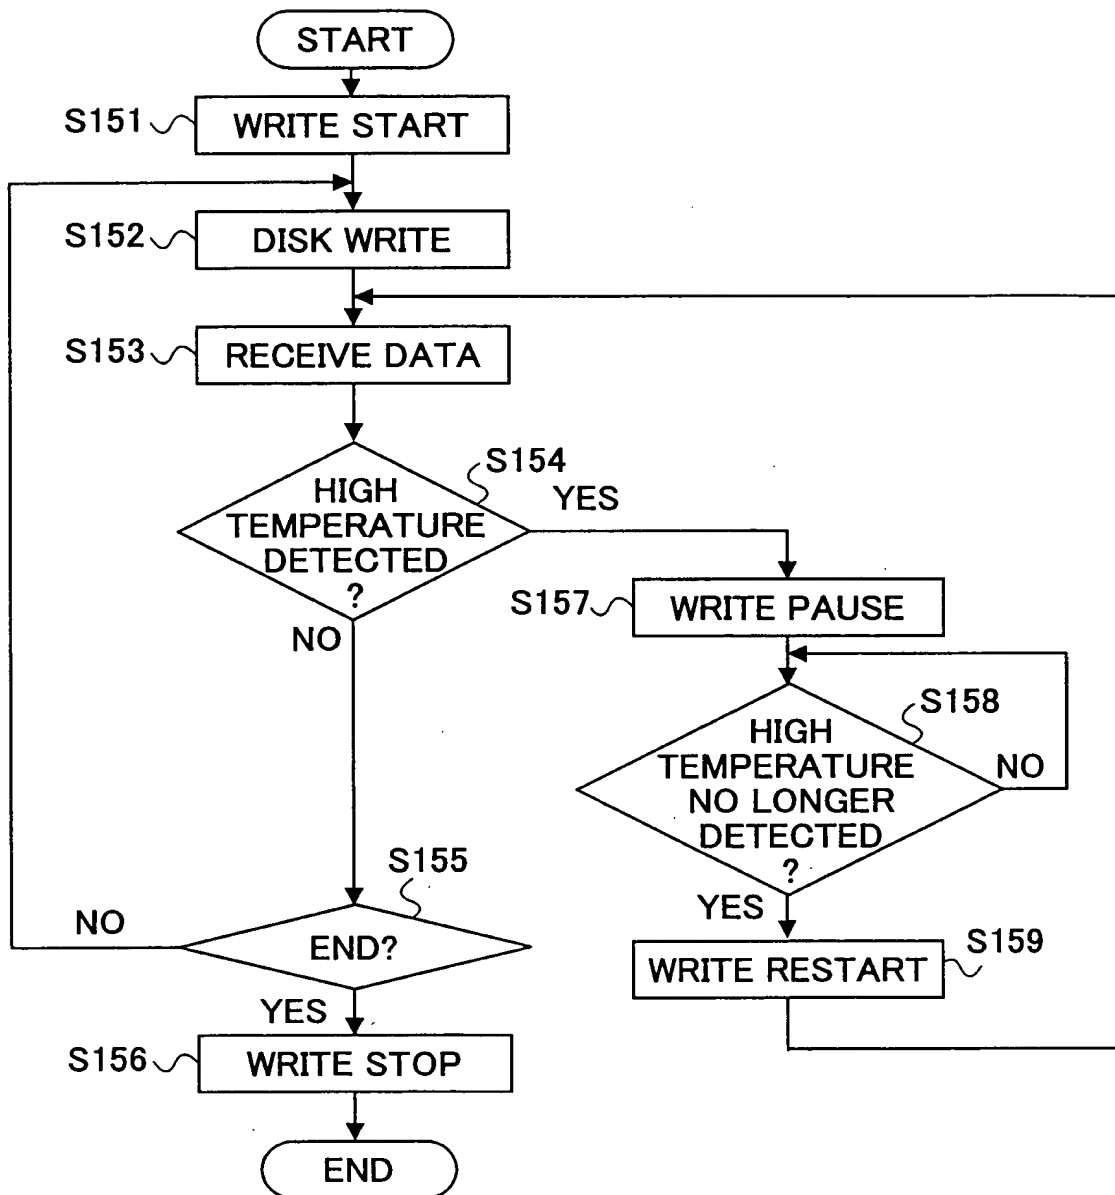 START
S151
WRITE START
S152
DISK WRITE
S153
RECEIVE DATA
S154
HIGH
TEMPERATURE
DETECTED
?
YES
NO
S157
WRITE PAUSE
S158
HIGH
TEMPERATURE
NO LONGER
DETECTED
?
NO
YES
S159
WRITE RESTART
S155
END?
NO
YES
S156
WRITE STOP
END